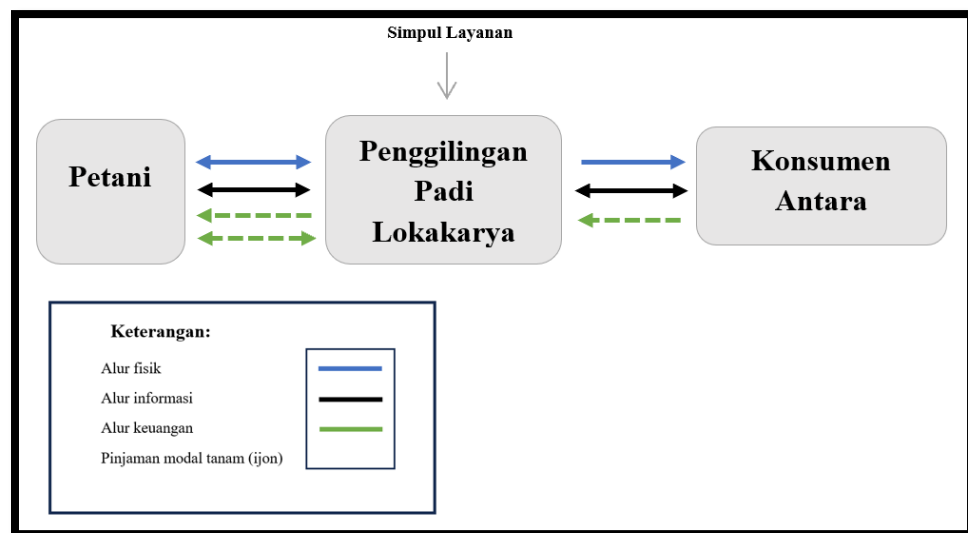 Simpul Layanan
Petani
Penggilingan
Padi
Lokakarya
Konsumen
Antara
Keterangan:
Alur fisik
Alur informasi
Alur keuangan
Pinjaman modal tanam (ijon)